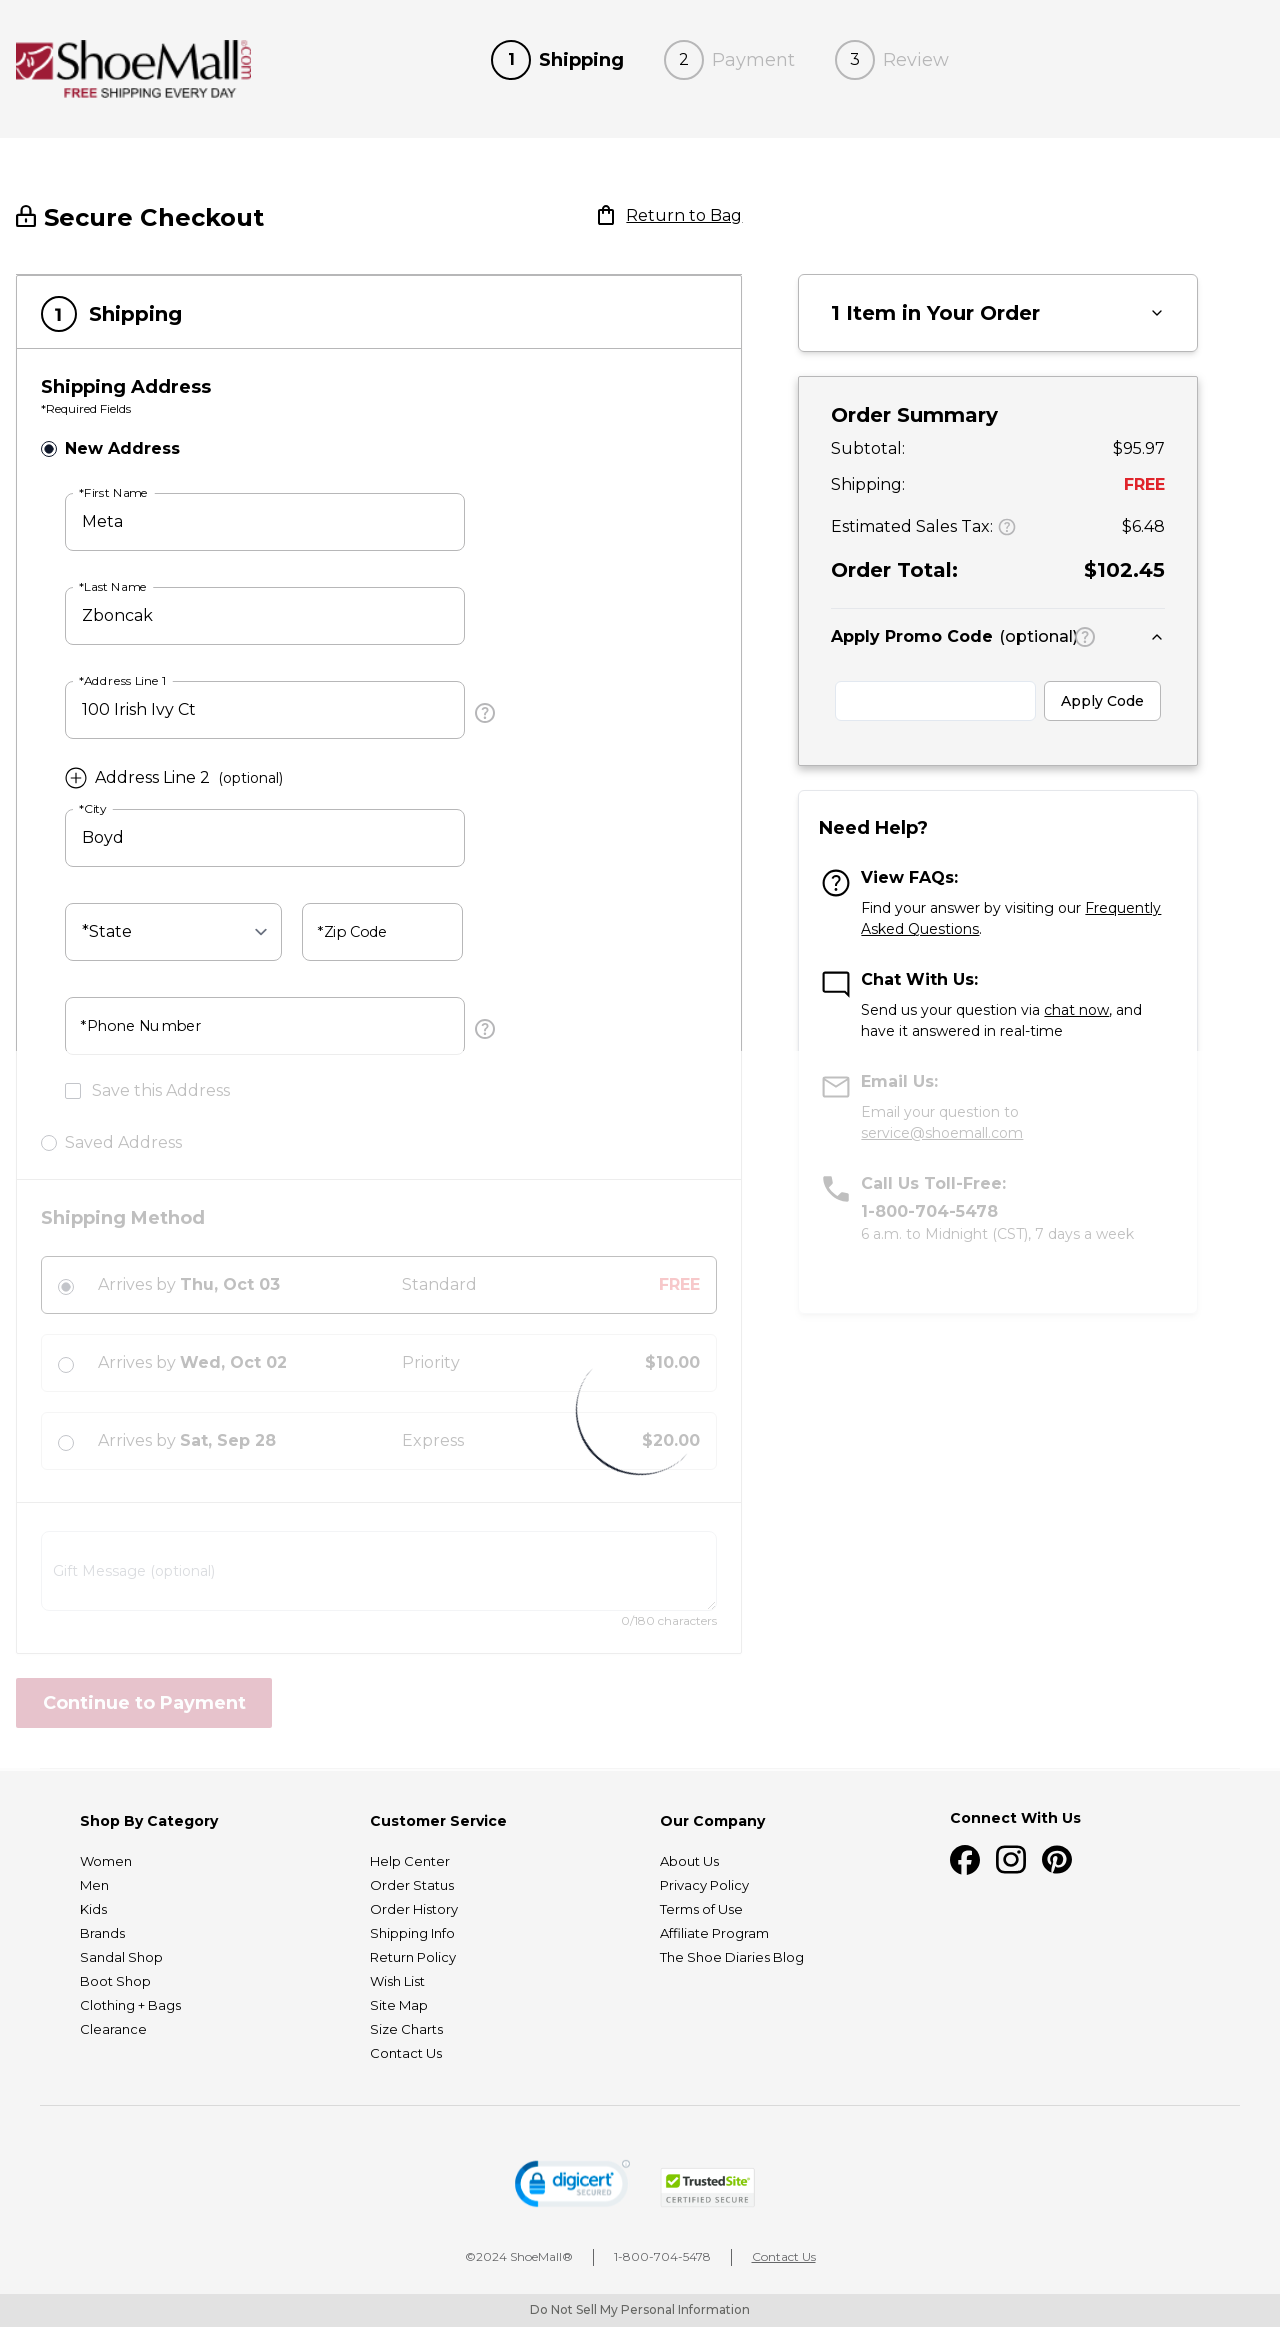 ShoeMall.com
FREE SHIPPING EVERY DAY
1 Shipping
2 Payment
3 Review
Secure Checkout
Return to Bag
1 Shipping
Shipping Address
*Required Fields
New Address
*First Name
Meta
*Last Name
Zboncak
*Address Line 1
100 Irish Ivy Ct
Address Line 2 (optional)
*City
Boyd
*State
*Zip Code
*Phone Number
Save this Address
Saved Address
Shipping Method
Arrives by Thu, Oct 03 Standard FREE
Arrives by Wed, Oct 02 Priority $10.00
Arrives by Sat, Sep 28 Express $20.00
Gift Message (optional)
0/180 characters
Continue to Payment
1 Item in Your Order
Order Summary
Subtotal: $95.97
Shipping: FREE
Estimated Sales Tax: $6.48
Order Total: $102.45
Apply Promo Code (optional)
Apply Code
Need Help?
View FAQs:
Find your answer by visiting our Frequently
Asked Questions.
Chat With Us:
Send us your question via chat now, and
have it answered in real-time
Email Us:
Email your question to
service@shoemall.com
Call Us Toll-Free:
1-800-704-5478
6 a.m. to Midnight (CST), 7 days a week
Shop By Category
Women
Men
Kids
Brands
Sandal Shop
Boot Shop
Clothing + Bags
Clearance
Customer Service
Help Center
Order Status
Order History
Shipping Info
Return Policy
Wish List
Site Map
Size Charts
Contact Us
Our Company
About Us
Privacy Policy
Terms of Use
Affiliate Program
The Shoe Diaries Blog
Connect With Us
digicert
SECURED
TrustedSite
CERTIFIED SECURE
©2024 ShoeMall®
1-800-704-5478
Contact Us
Do Not Sell My Personal Information